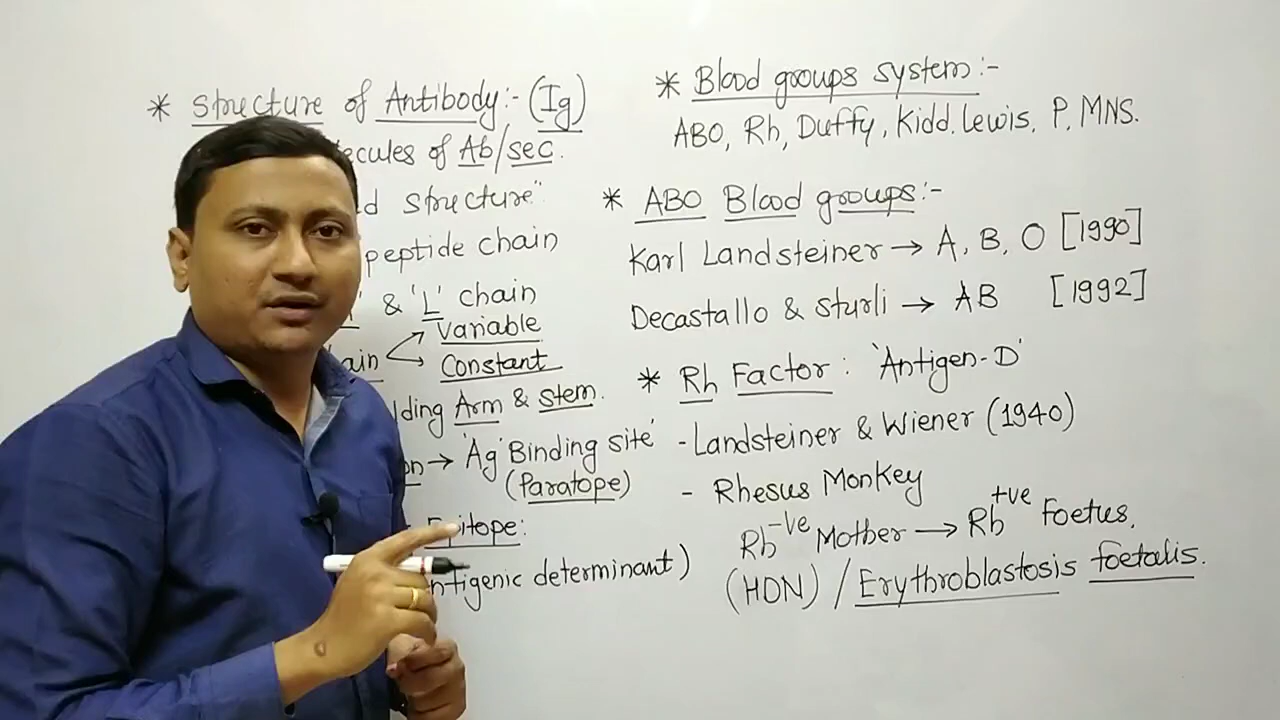 * Structure of Antibody:- (Ig)
ecules of Ab/sec.
d structure"
peptide chain
& 'L' chain
Variable
ain
Constant
lding Arm & Stem.
on → 'Ag' Binding site'
(Paratope)
Epitope:
ntigenic determinant)
* Blood groups system:-
ABO, Rh, Duffy, Kidd. Lewis, P, MNS.
* ABO Blood groups:-
Karl Landsteiner → A, B, O [1990]
Decastallo & Sturli → AB [1992]
* Rh Factor: 'Antigen-D'
- Landsteiner & Wiener (1940)
- Rhesus Monkey
Rh-ve Mother → Rh+ve Foetus.
(HDN) / Erythroblastosis foetalis.